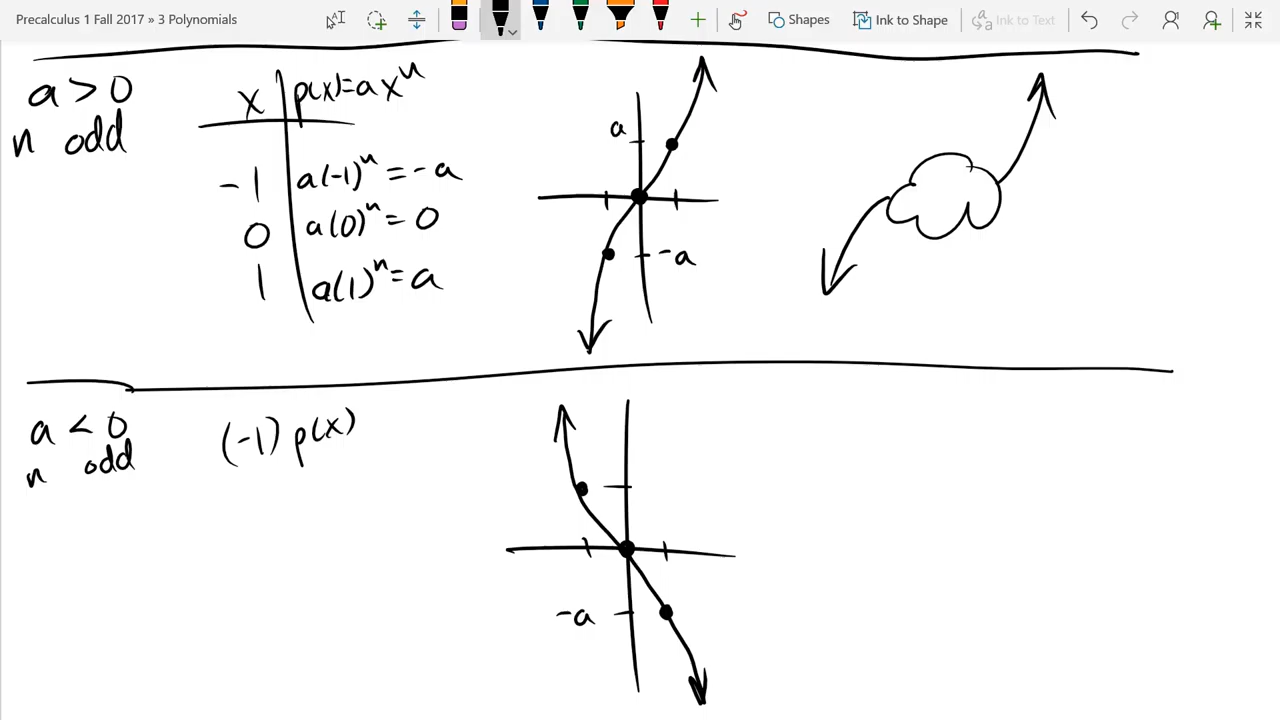 Precalculus 1 Fall 2017 » 3 Polynomials
Shapes
Ink to Shape
Ink to Text
a > 0
n odd
x p(x)=ax^n
-1 a(-1)^n = -a
0 a(0)^n = 0
1 a(1)^n = a
a
-a
a < 0
n odd
(-1) p(x)
-a